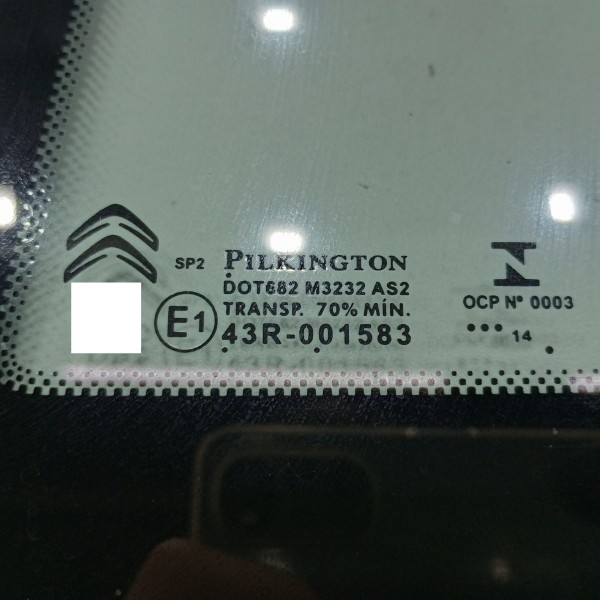 SP2 PILKINGTON
DOT682 M3232 AS2
TRANSP. 70% MÍN.
E1 43R-001583
OCP Nº 0003
••• 14